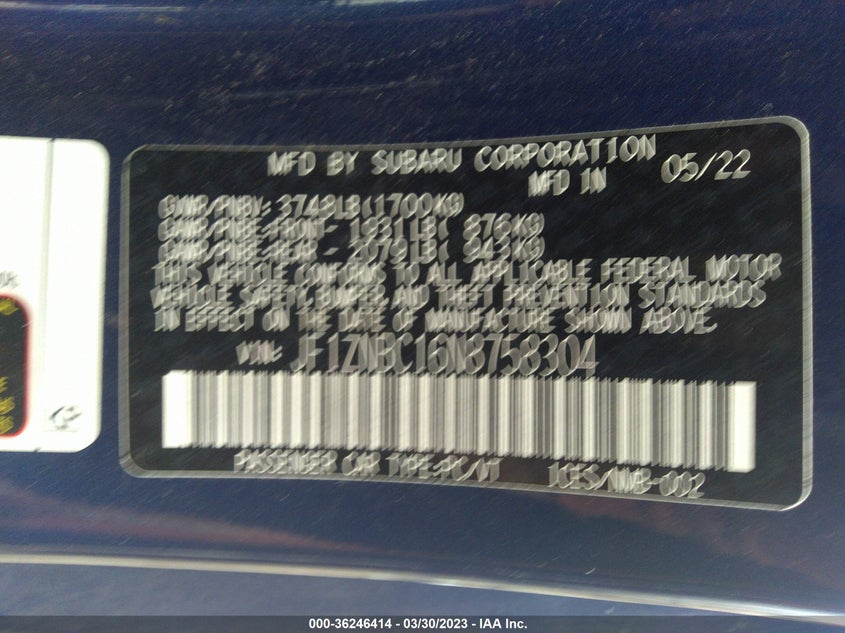 MFD BY SUBARU CORPORATION
MFD IN 05/22
GVWR/PNBV: 3748LB(1700KG)
GAWR/PNBE-FRONT- 1931LB( 876KG)
GAWR/PNBE-REAR - 2079LB( 943KG)
THIS VEHICLE CONFORMS TO ALL APPLICABLE FEDERAL MOTOR
VEHICLE SAFETY, BUMPER, AND THEFT PREVENTION STANDARDS
IN EFFECT ON THE DATE OF MANUFACTURE SHOWN ABOVE.
VIN: JF1ZNBC16N8758304
PASSENGER CAR TYPE:PC/VT
000-36246414 — 03/30/2023 — IAA Inc.